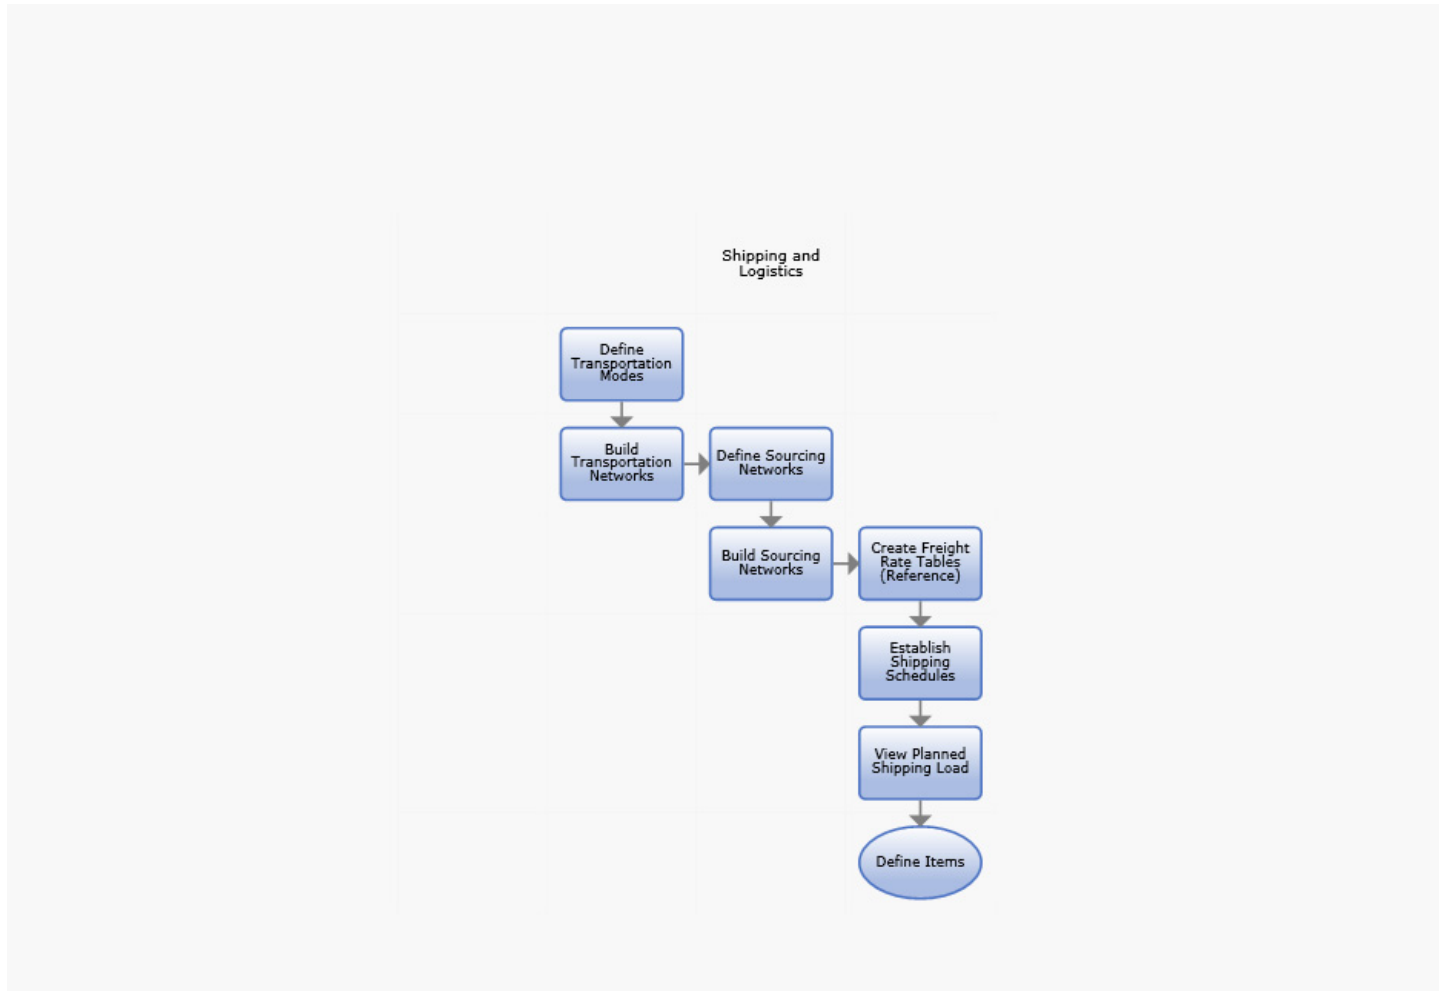 Shipping and
Logistics
Define
Transportation
Modes
Build
Transportation
Networks
Define Sourcing
Networks
Build Sourcing
Networks
Create Freight
Rate Tables
(Reference)
Establish
Shipping
Schedules
View Planned
Shipping Load
Define Items